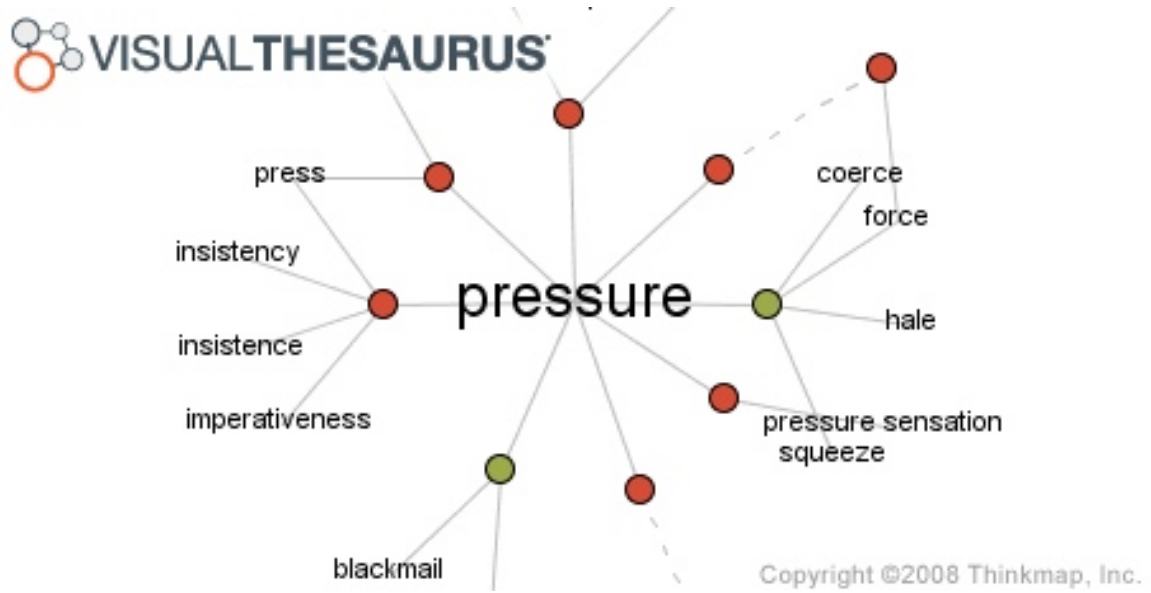 VISUALTHESAURUS
press
coerce
force
insistency
pressure
hale
insistence
imperativeness
pressure sensation
squeeze
blackmail
Copyright ©2008 Thinkmap, Inc.